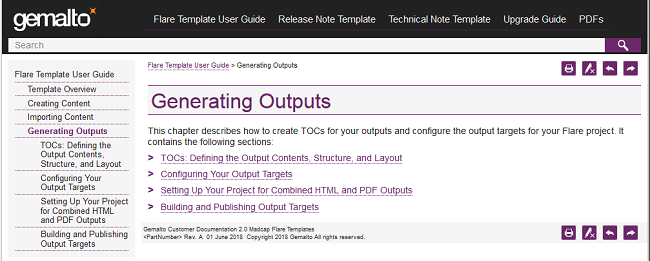 gemalto
Flare Template User Guide Release Note Template Technical Note Template Upgrade Guide PDFs
Search
Flare Template User Guide
Template Overview
Creating Content
Importing Content
Generating Outputs
TOCs: Defining the
Output Contents,
Structure, and Layout
Configuring Your
Output Targets
Setting Up Your Project
for Combined HTML
and PDF Outputs
Building and Publishing
Output Targets
Flare Template User Guide > Generating Outputs
Generating Outputs
This chapter describes how to create TOCs for your outputs and configure the output targets for your Flare project. It
contains the following sections:
> TOCs: Defining the Output Contents, Structure, and Layout
> Configuring Your Output Targets
> Setting Up Your Project for Combined HTML and PDF Outputs
> Building and Publishing Output Targets
Gemalto Customer Documentation 2.0 Madcap Flare Templates
<PartNumber> Rev. A 01 June 2018 Copyright 2018 Gemalto All rights reserved.